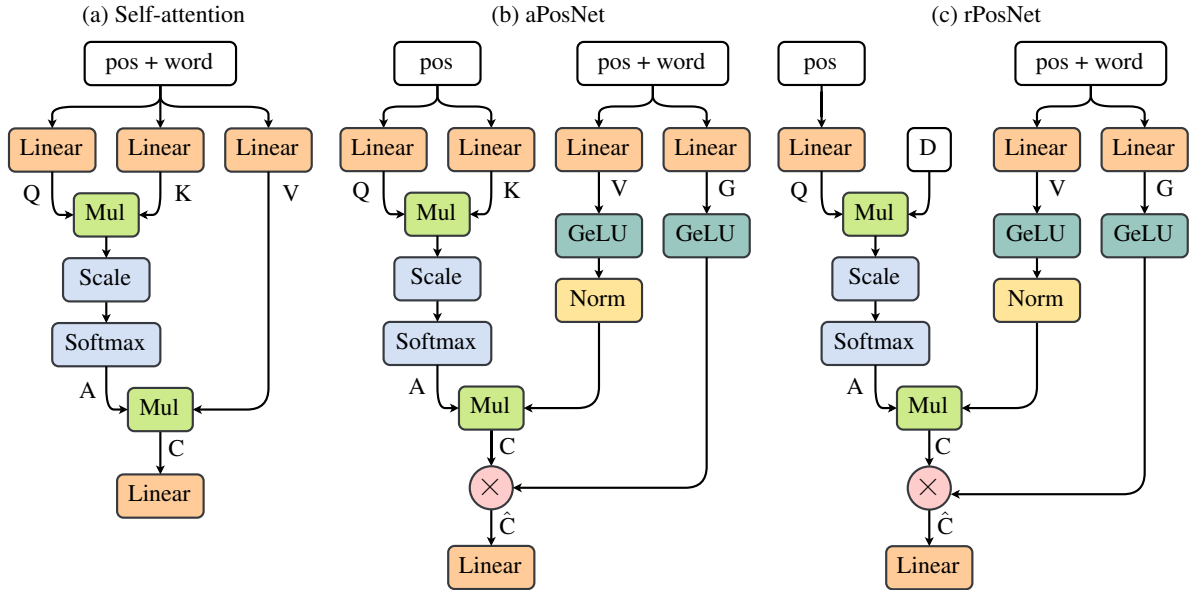 (a) Self-attention
pos + word
Linear
Linear
Linear
Q
K
V
Mul
Scale
Softmax
A
Mul
C
Linear
(b) aPosNet
pos
pos + word
Linear
Linear
Linear
Linear
Q
K
V
G
Mul
GeLU
GeLU
Scale
Norm
Softmax
A
Mul
C
×
Ĉ
Linear
(c) rPosNet
pos
pos + word
Linear
D
Linear
Linear
Q
V
G
Mul
GeLU
GeLU
Scale
Norm
Softmax
A
Mul
C
×
Ĉ
Linear